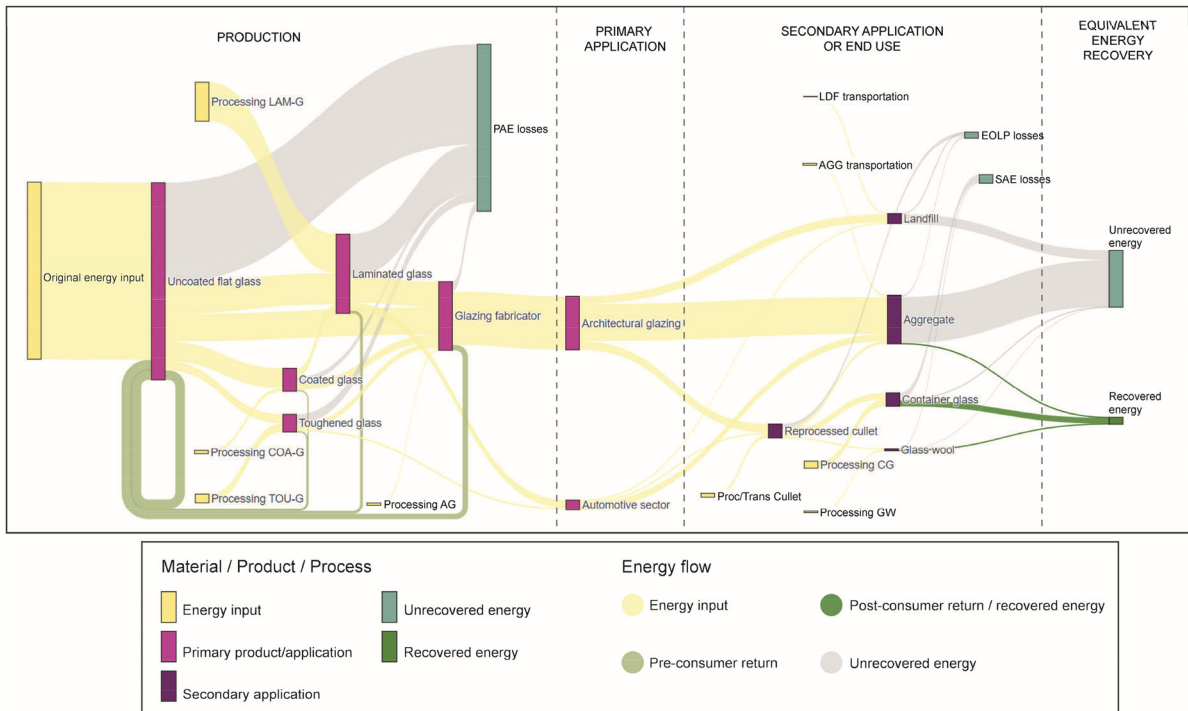 PRODUCTION
PRIMARY
APPLICATION
SECONDARY APPLICATION
OR END USE
EQUIVALENT
ENERGY
RECOVERY
Processing LAM-G
PAE losses
LDF transportation
EOLP losses
AGG transportation
SAE losses
Landfill
Unrecovered
energy
Original energy input
Uncoated flat glass
Laminated glass
Glazing fabricator
Architectural glazing
Aggregate
Coated glass
Toughened glass
Container glass
Recovered
energy
Reprocessed cullet
Glass wool
Processing COA-G
Processing CG
Processing TOU-G
Processing AG
Automotive sector
Proc/Trans Cullet
Processing GW
Material / Product / Process
Energy flow
Energy input
Unrecovered energy
Energy input
Post-consumer return / recovered energy
Primary product/application
Recovered energy
Pre-consumer return
Unrecovered energy
Secondary application